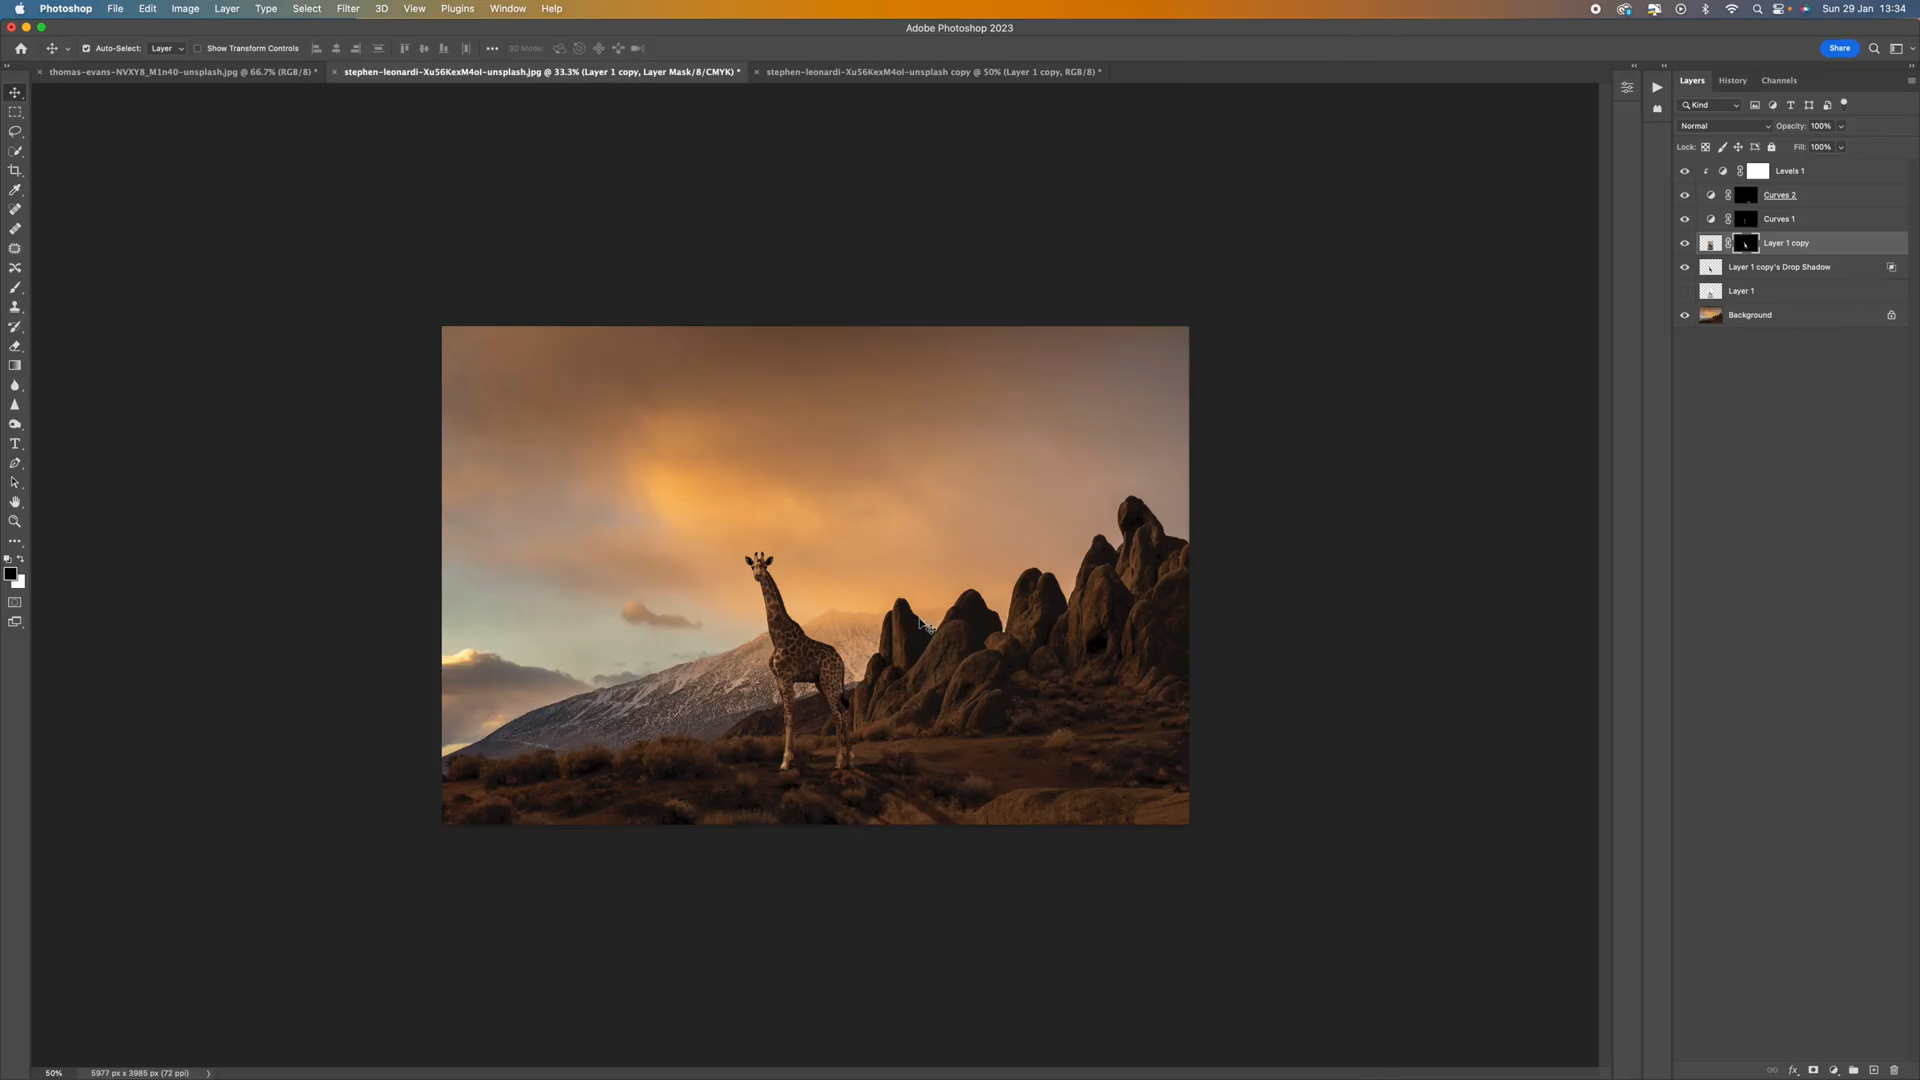 Photoshop File Edit Image Layer Type Select Filter 3D View Plugins Window Help Sun 29 Jan 13:34
Adobe Photoshop 2023
Auto-Select: Layer Show Transform Controls 3D Mode: Share
thomas-evans-NVXY8_M1n40-unsplash.jpg @ 66.7% (RGB/8) *
stephen-leonardi-Xu56KexM4oI-unsplash.jpg @ 33.3% (Layer 1 copy, Layer Mask/8/CMYK) *
stephen-leonardi-Xu56KexM4oI-unsplash copy @ 50% (Layer 1 copy, RGB/8) *
Layers History Channels
Kind
Normal Opacity: 100%
Lock: Fill: 100%
Levels 1
Curves 2
Curves 1
Layer 1 copy
Layer 1 copy's Drop Shadow
Layer 1
Background
50% 5977 px x 3985 px (72 ppi)